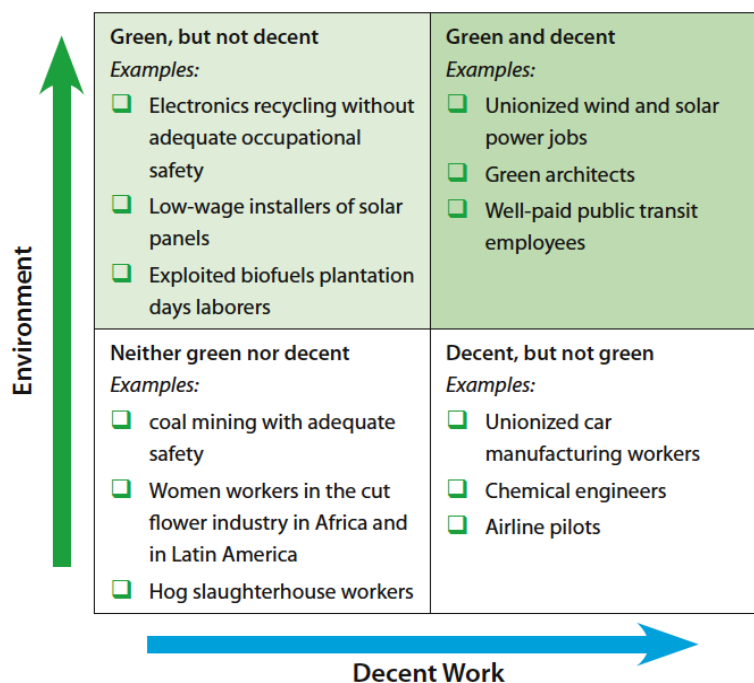 Environment
Green, but not decent
Examples:
Electronics recycling without
adequate occupational
safety
Low-wage installers of solar
panels
Exploited biofuels plantation
days laborers
Green and decent
Examples:
Unionized wind and solar
power jobs
Green architects
Well-paid public transit
employees
Neither green nor decent
Examples:
coal mining with adequate
safety
Women workers in the cut
flower industry in Africa and
in Latin America
Hog slaughterhouse workers
Decent, but not green
Examples:
Unionized car
manufacturing workers
Chemical engineers
Airline pilots
Decent Work